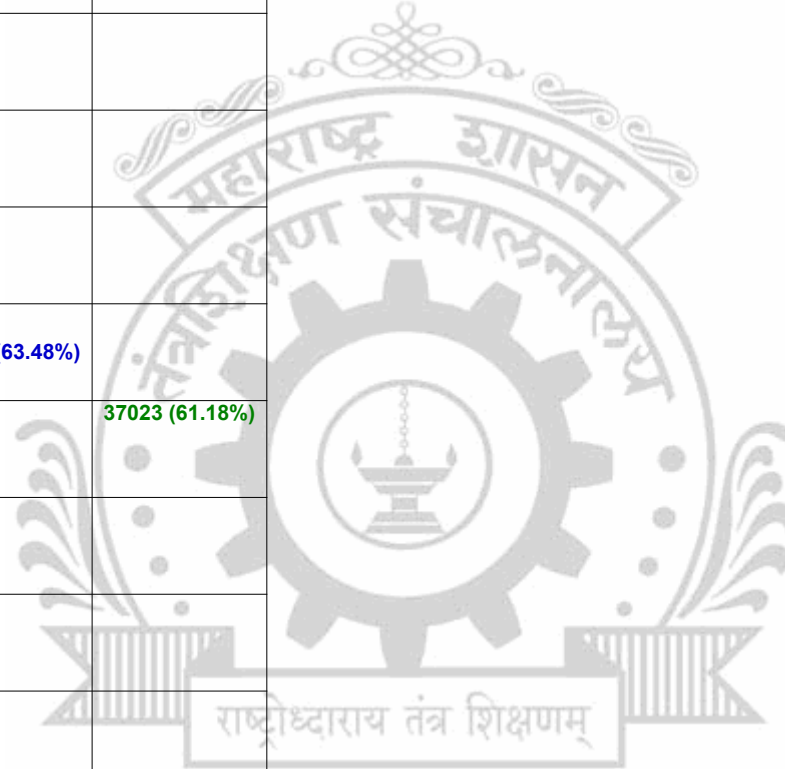 महाराष्ट्र शासन
तंत्रशिक्षण संचालनालय
63.48%)
37023 (61.18%)
राष्ट्रोध्दाराय तंत्र शिक्षणम्